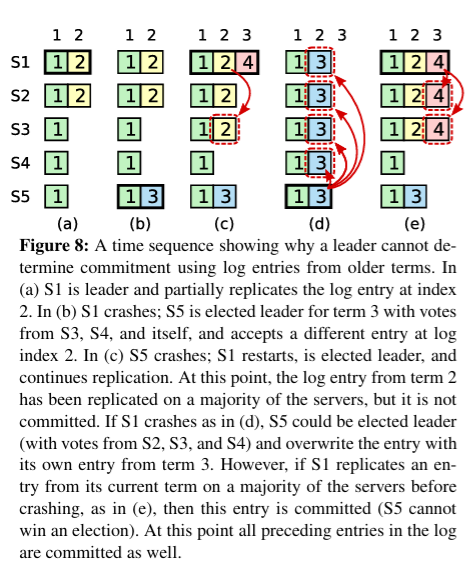 1 2 1 2 1 2 3 1 2 3 1 2 3
S1 1 2 1 2 1 2 4 1 3 1 2 4
S2 1 2 1 2 1 2 1 3 1 2 4
S3 1 1 1 2 1 3 1 2 4
S4 1 1 1 1 3 1
S5 1 1 3 1 3 1 3 1 3
(a) (b) (c) (d) (e)
Figure 8: A time sequence showing why a leader cannot de-
termine commitment using log entries from older terms. In
(a) S1 is leader and partially replicates the log entry at index
2. In (b) S1 crashes; S5 is elected leader for term 3 with votes
from S3, S4, and itself, and accepts a different entry at log
index 2. In (c) S5 crashes; S1 restarts, is elected leader, and
continues replication. At this point, the log entry from term 2
has been replicated on a majority of the servers, but it is not
committed. If S1 crashes as in (d), S5 could be elected leader
(with votes from S2, S3, and S4) and overwrite the entry with
its own entry from term 3. However, if S1 replicates an en-
try from its current term on a majority of the servers before
crashing, as in (e), then this entry is committed (S5 cannot
win an election). At this point all preceding entries in the log
are committed as well.